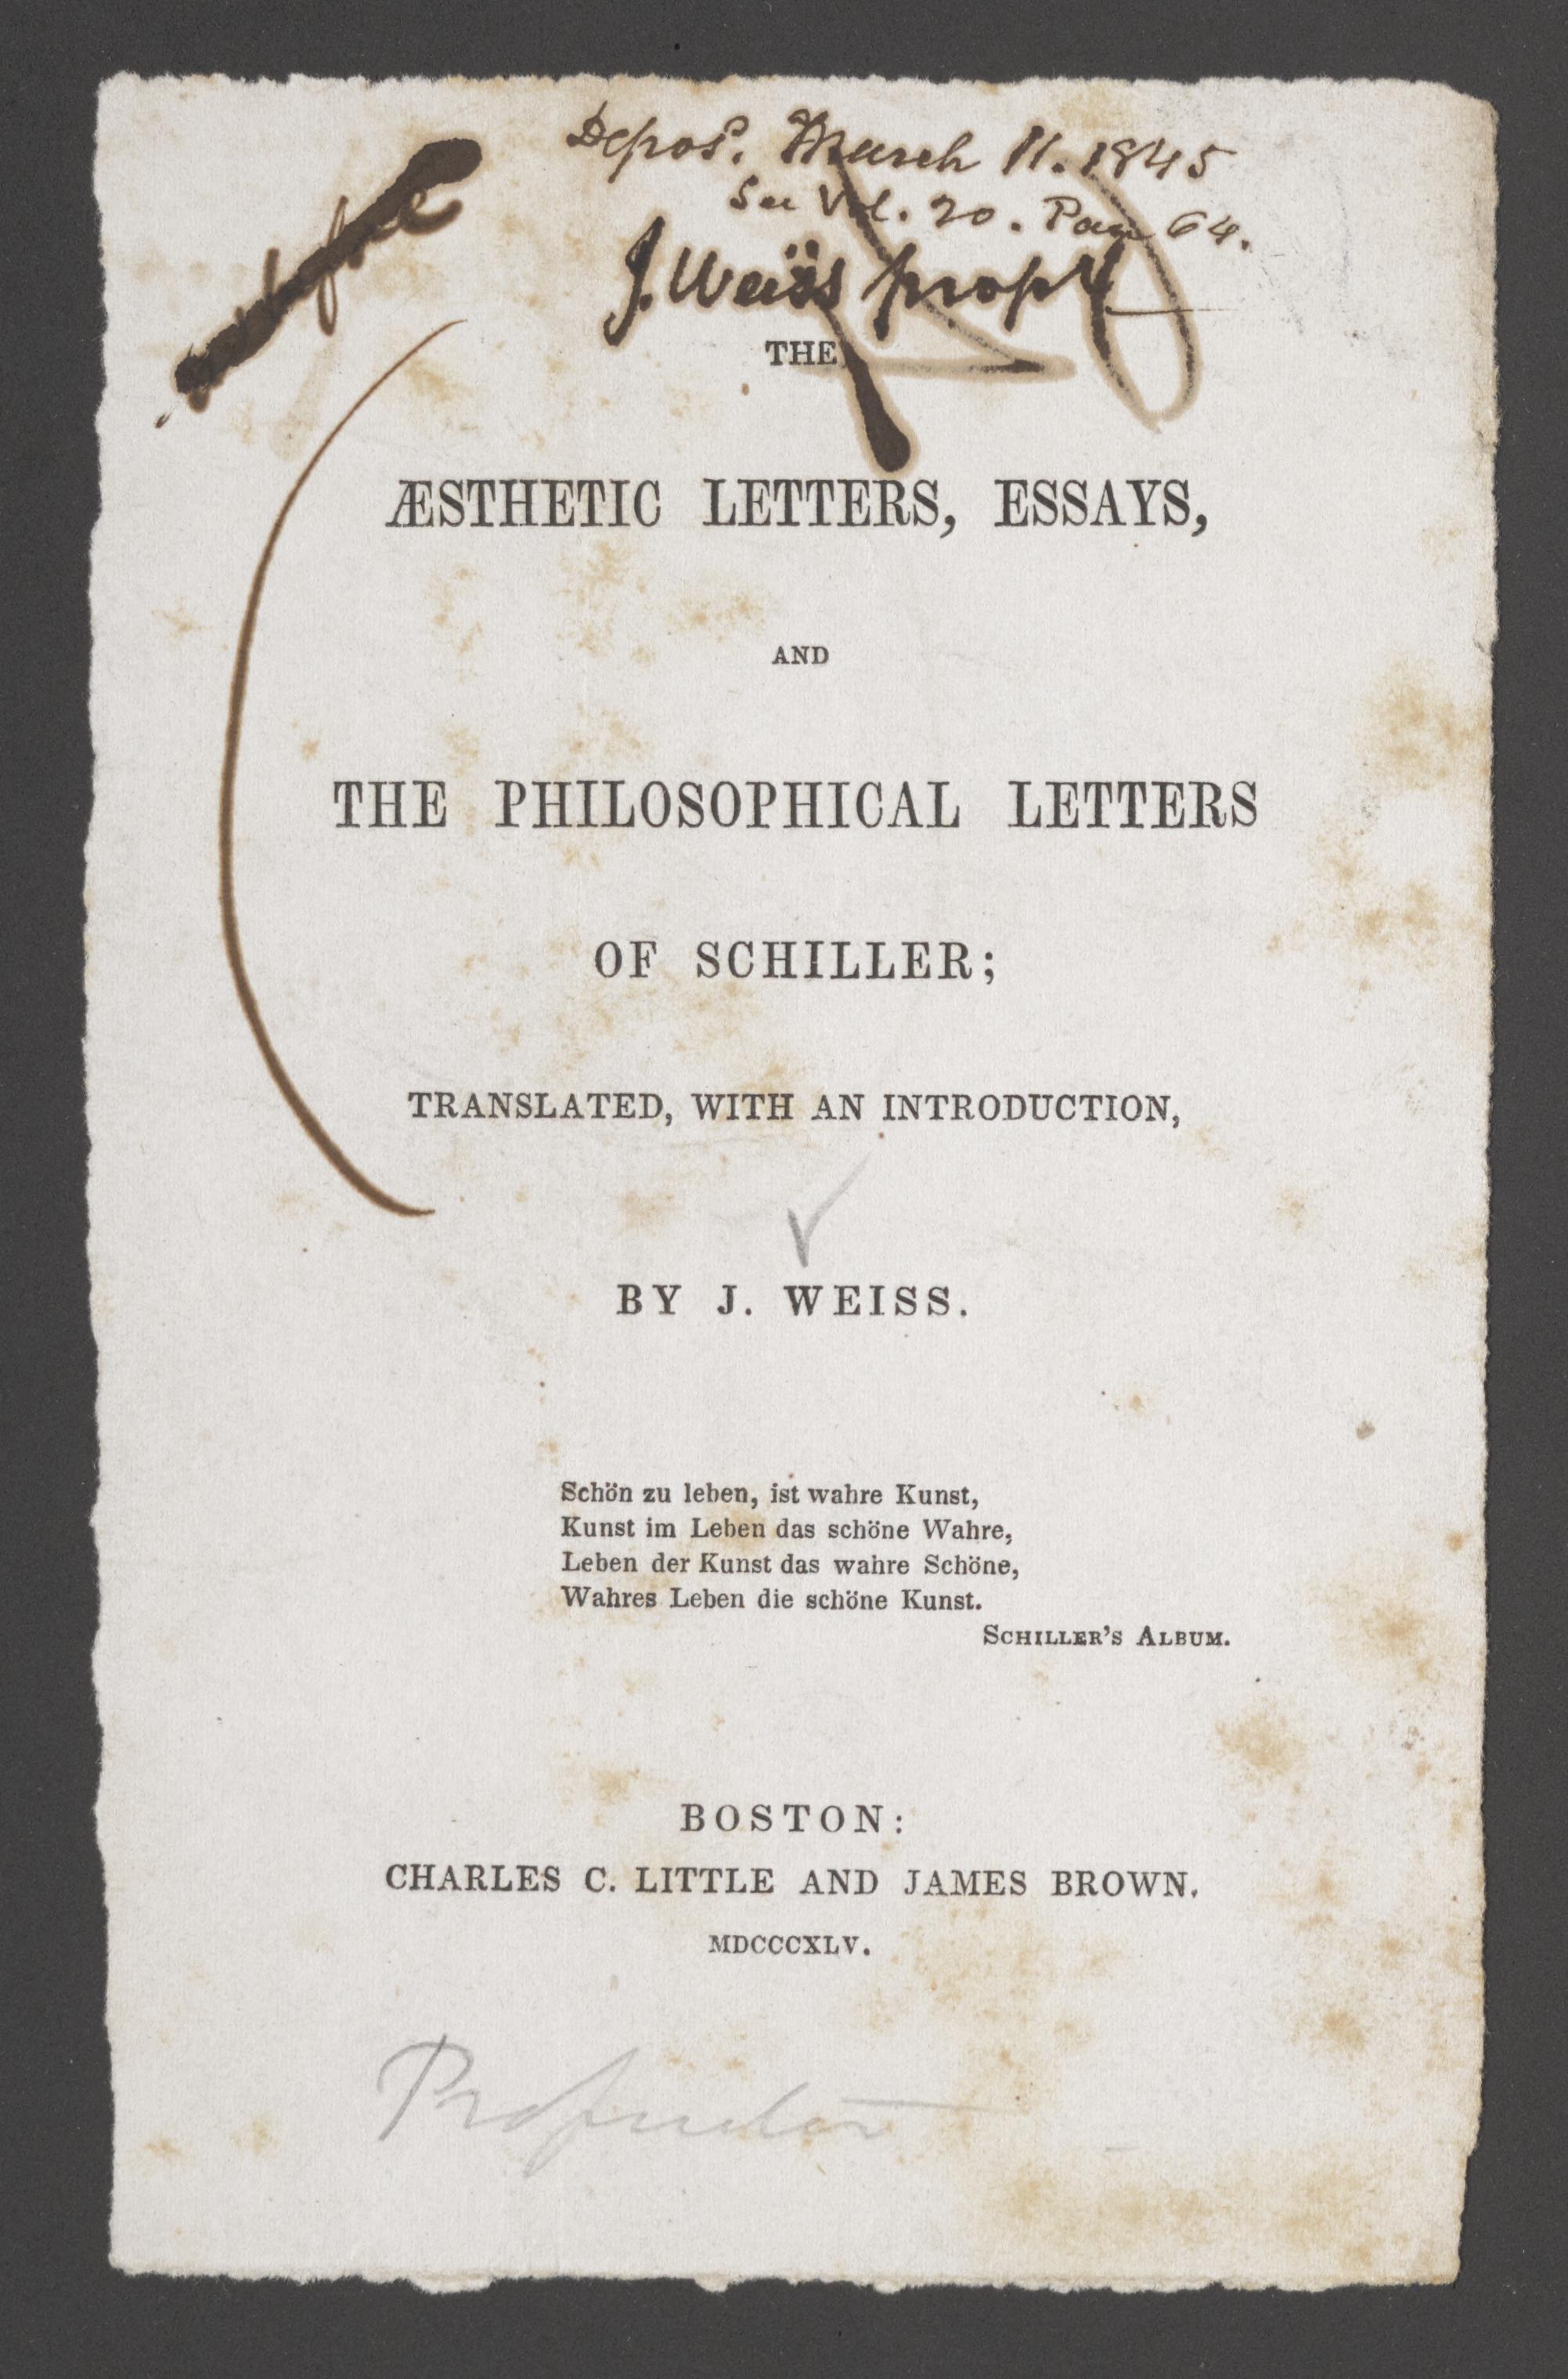 Depos. March 11. 1845
See Vol. 20. Page 64.
J. Weiss propr
THE
ÆSTHETIC LETTERS, ESSAYS,
AND
THE PHILOSOPHICAL LETTERS
OF SCHILLER;
TRANSLATED, WITH AN INTRODUCTION,
BY J. WEISS.
Schön zu leben, ist wahre Kunst,
Kunst im Leben das schöne Wahre,
Leben der Kunst das wahre Schöne,
Wahres Leben die schöne Kunst.
SCHILLER'S ALBUM.
BOSTON:
CHARLES C. LITTLE AND JAMES BROWN.
MDCCCXLV.
Proprietor